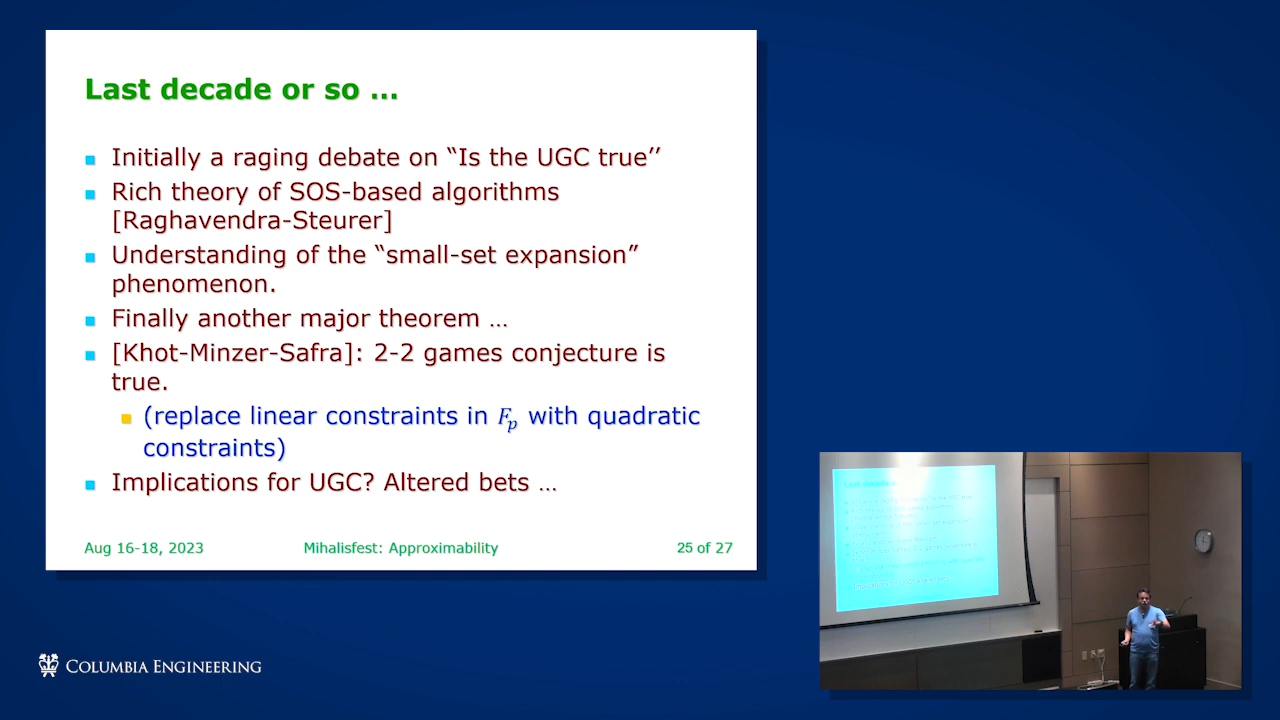 Last decade or so …
Initially a raging debate on “Is the UGC true’’
Rich theory of SOS-based algorithms
[Raghavendra-Steurer]
Understanding of the “small-set expansion”
phenomenon.
Finally another major theorem …
[Khot-Minzer-Safra]: 2-2 games conjecture is
true.
(replace linear constraints in Fp with quadratic
constraints)
Implications for UGC? Altered bets …
Aug 16-18, 2023 Mihalisfest: Approximability 25 of 27
COLUMBIA ENGINEERING